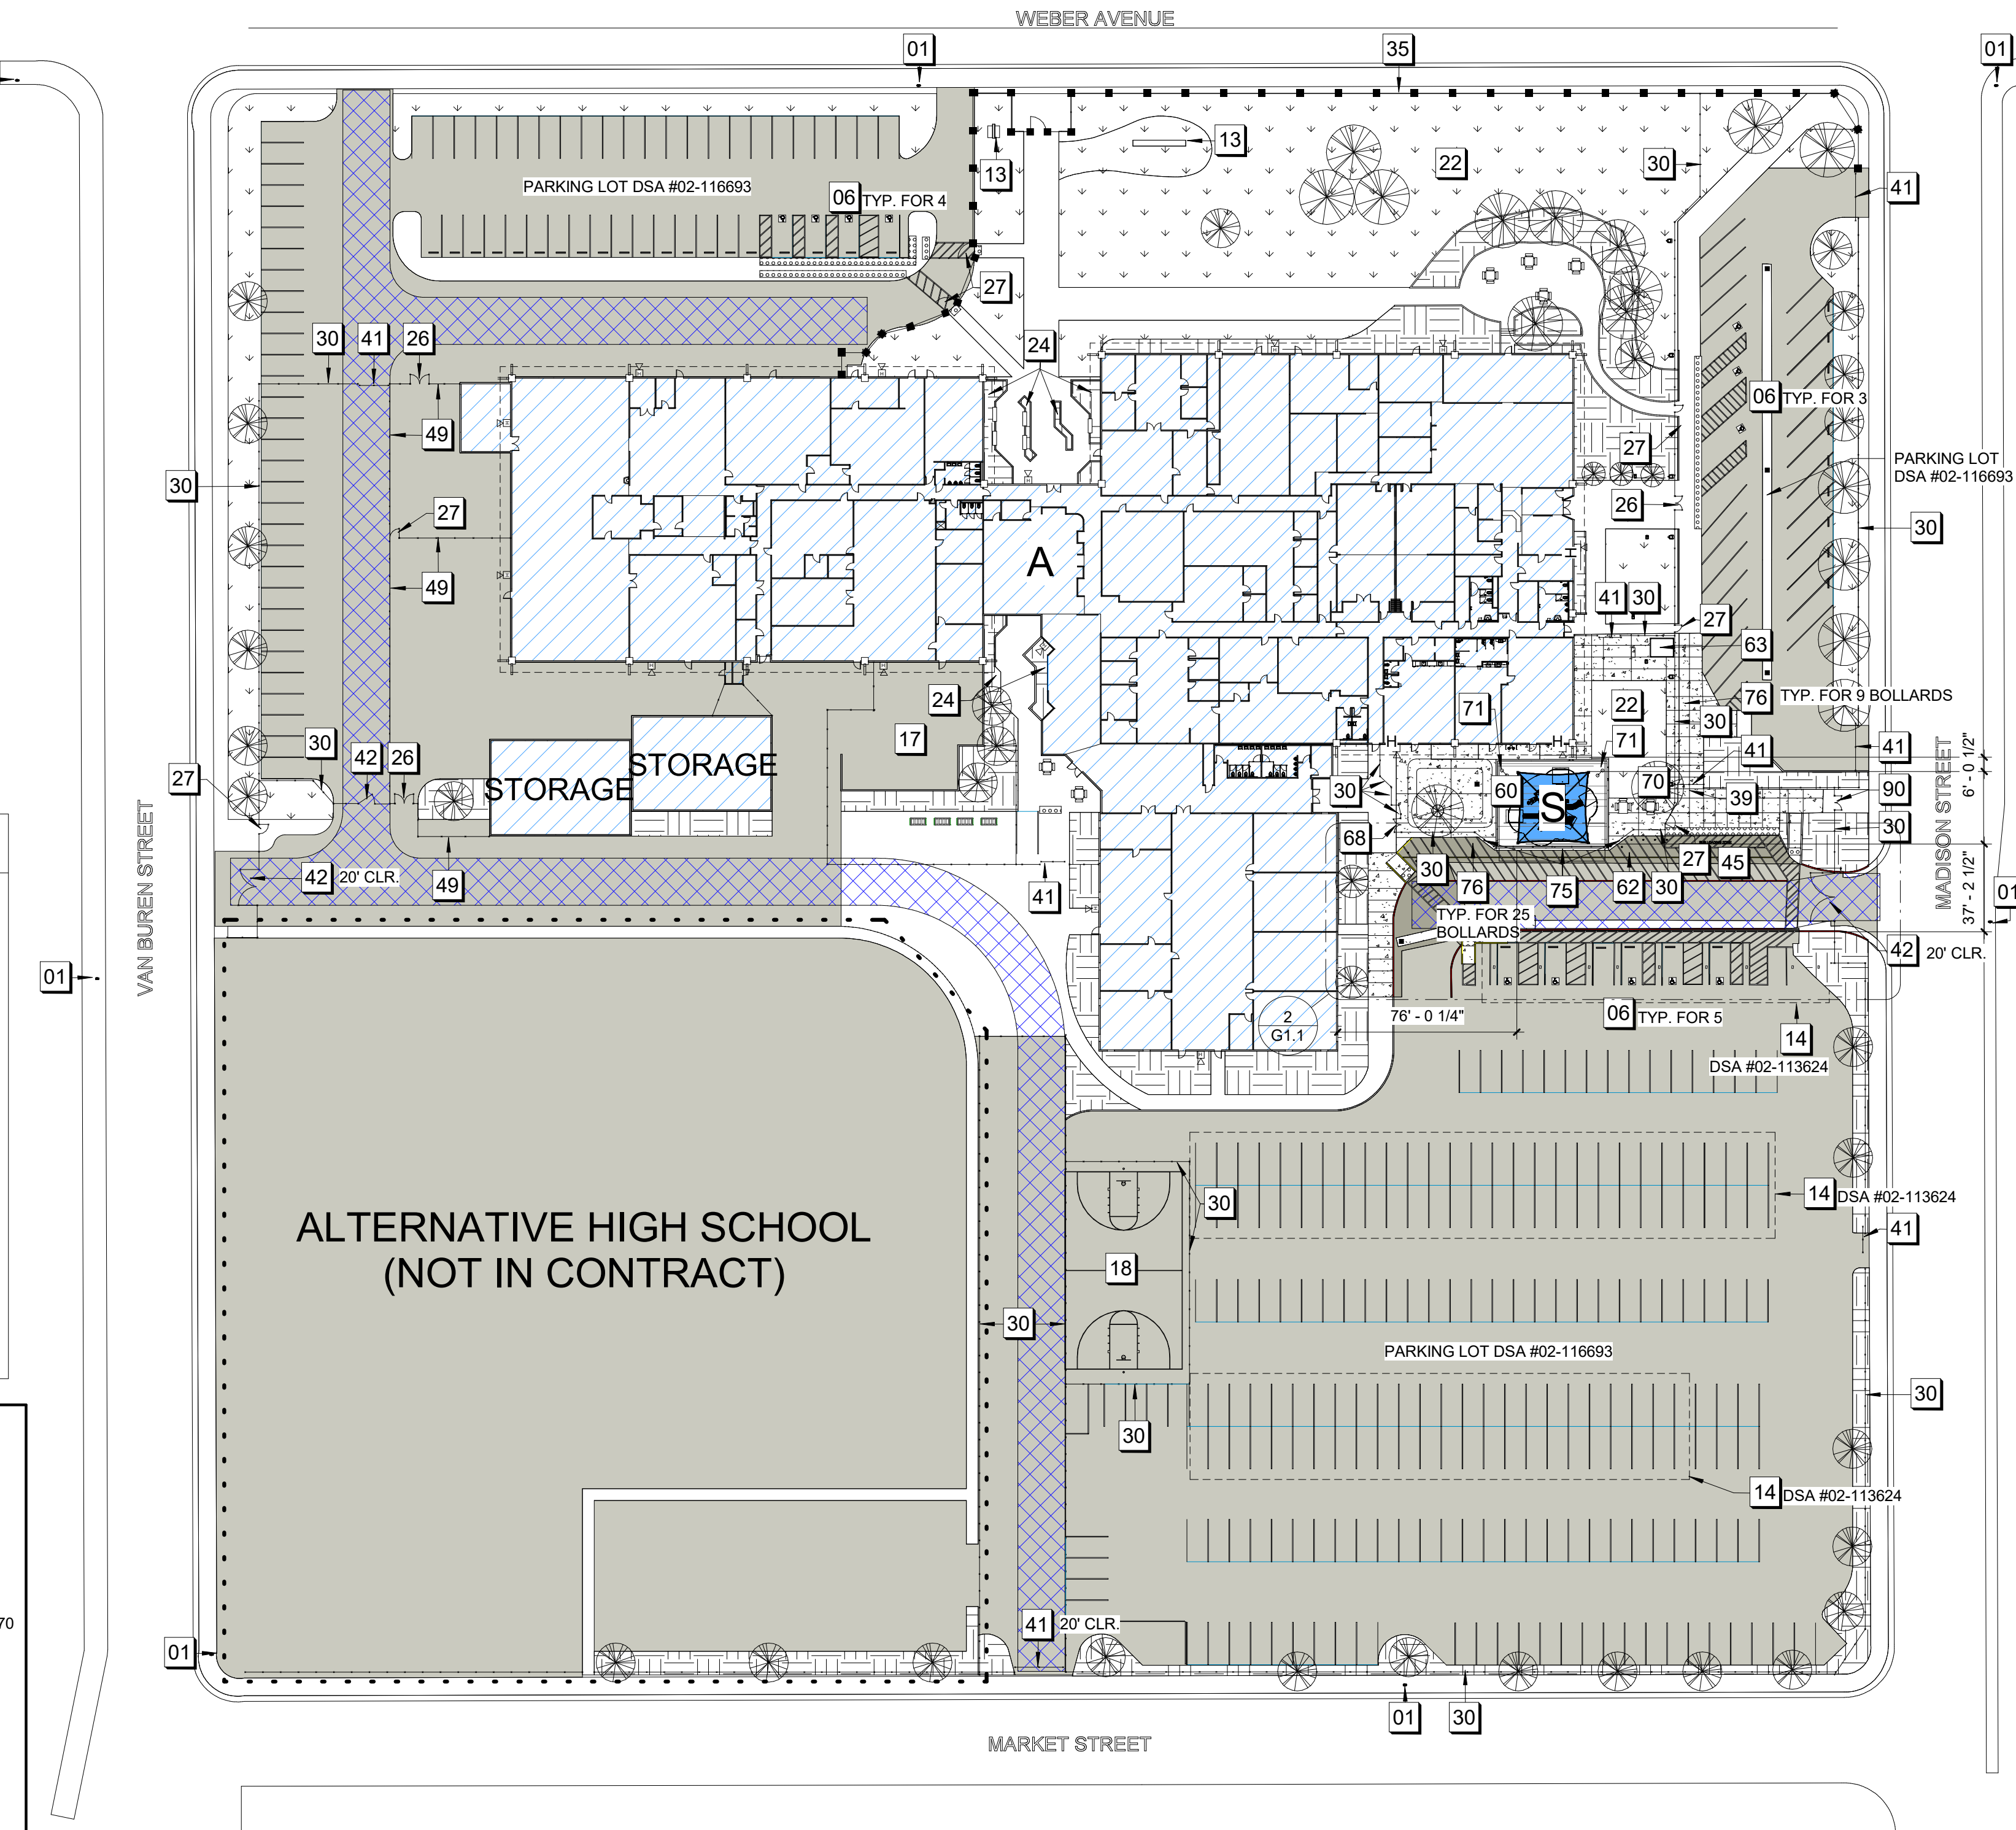 WEBER AVENUE
01
35
01
13
13
22
30
41
PARKING LOT DSA #02-116693
06 TYP. FOR 4
27
30
41
26
24
49
06 TYP. FOR 3
27
PARKING LOT
DSA #02-116693
30
26
27
30
49
A
41
30
27
63
24
17
71
22
76 TYP. FOR 9 BOLLARDS
30
71
41
41
30
42
26
STORAGE
STORAGE
27
30
60
S
70
39
90
30
68
6' - 0 1/2"
MADISON STREET
VAN BUREN STREET
42 20' CLR.
49
41
30
76
75
62
30
27
45
37' - 2 1/2"
01
TYP. FOR 25
BOLLARDS
42 20' CLR.
01
2
G1.1
76' - 0 1/4"
06 TYP. FOR 5
14
DSA #02-113624
14 DSA #02-113624
30
41
ALTERNATIVE HIGH SCHOOL
(NOT IN CONTRACT)
18
30
PARKING LOT DSA #02-116693
30
30
14 DSA #02-113624
70
41 20' CLR.
01
01
30
MARKET STREET